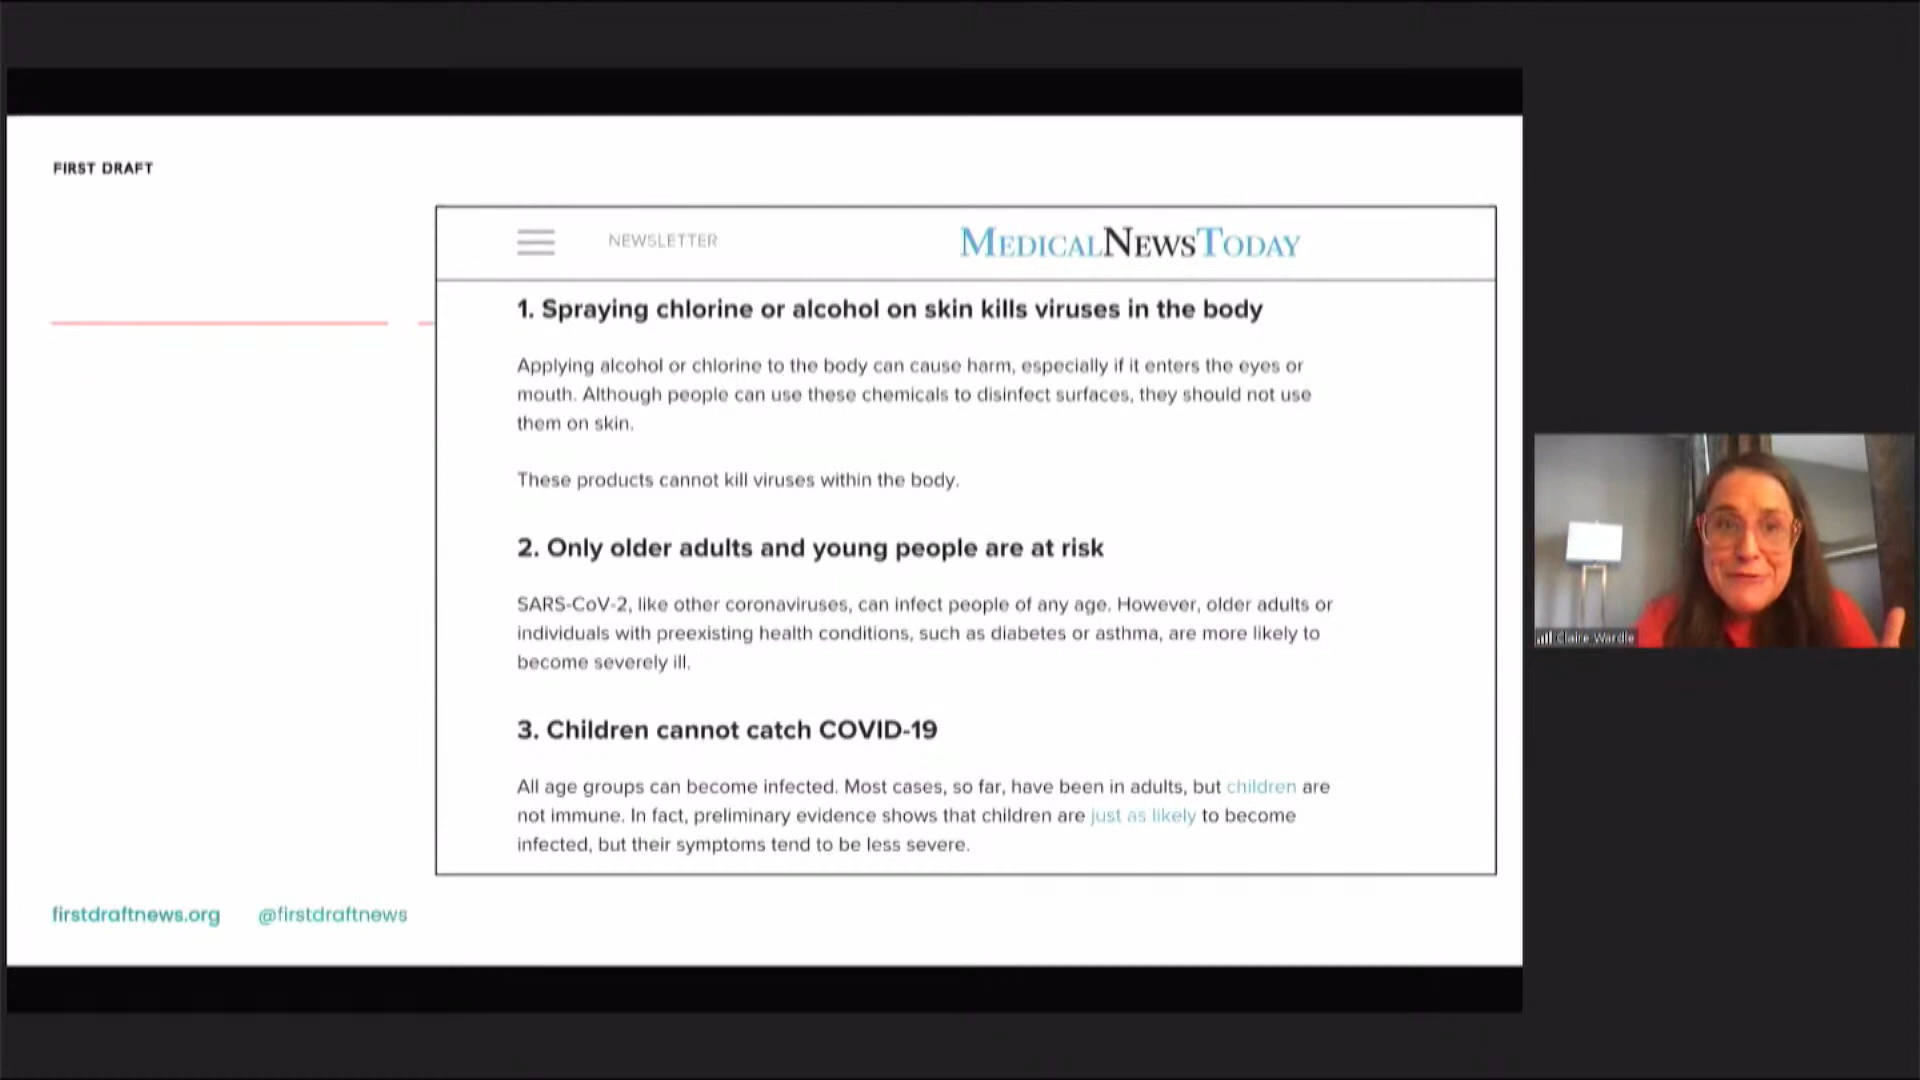 FIRST DRAFT
NEWSLETTER
MEDICALNEWSTODAY
1. Spraying chlorine or alcohol on skin kills viruses in the body
Applying alcohol or chlorine to the body can cause harm, especially if it enters the eyes or
mouth. Although people can use these chemicals to disinfect surfaces, they should not use
them on skin.
These products cannot kill viruses within the body.
2. Only older adults and young people are at risk
SARS-CoV-2, like other coronaviruses, can infect people of any age. However, older adults or
individuals with preexisting health conditions, such as diabetes or asthma, are more likely to
become severely ill.
3. Children cannot catch COVID-19
All age groups can become infected. Most cases, so far, have been in adults, but children are
not immune. In fact, preliminary evidence shows that children are just as likely to become
infected, but their symptoms tend to be less severe.
firstdraftnews.org @firstdraftnews
Claire Wardle